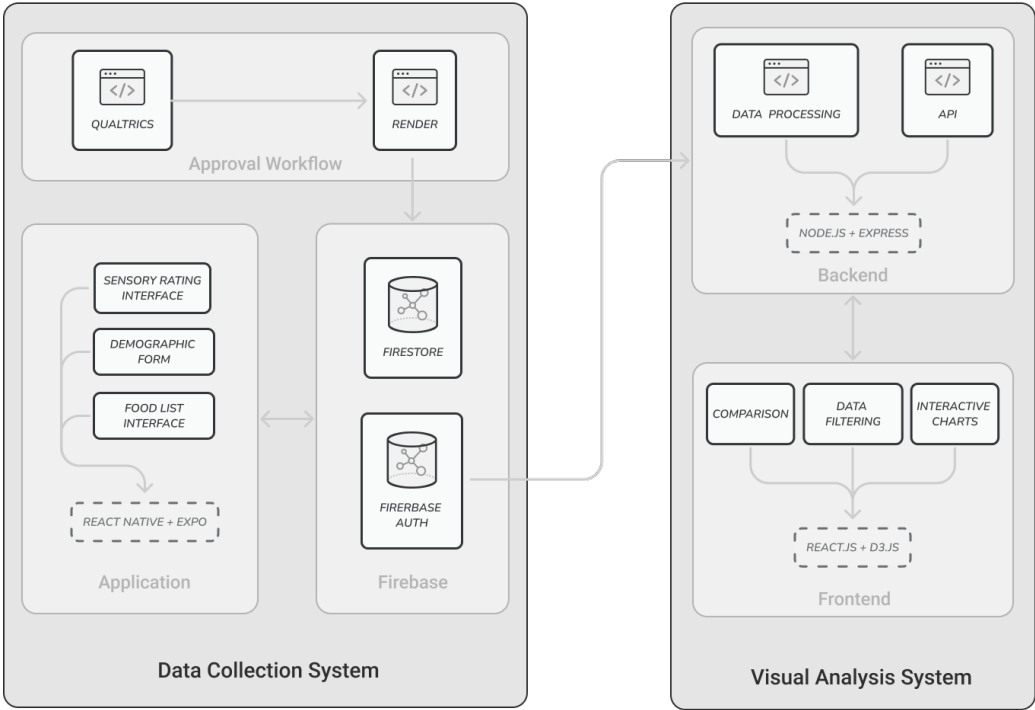 </>
QUALTRICS
</>
RENDER
Approval Workflow
SENSORY RATING
INTERFACE
DEMOGRAPHIC
FORM
FOOD LIST
INTERFACE
REACT NATIVE + EXPO
Application
FIRESTORE
FIRERBASE
AUTH
Firebase
Data Collection System
</>
DATA PROCESSING
</>
API
NODE.JS + EXPRESS
Backend
COMPARISON
DATA
FILTERING
INTERACTIVE
CHARTS
REACT.JS + D3.JS
Frontend
Visual Analysis System